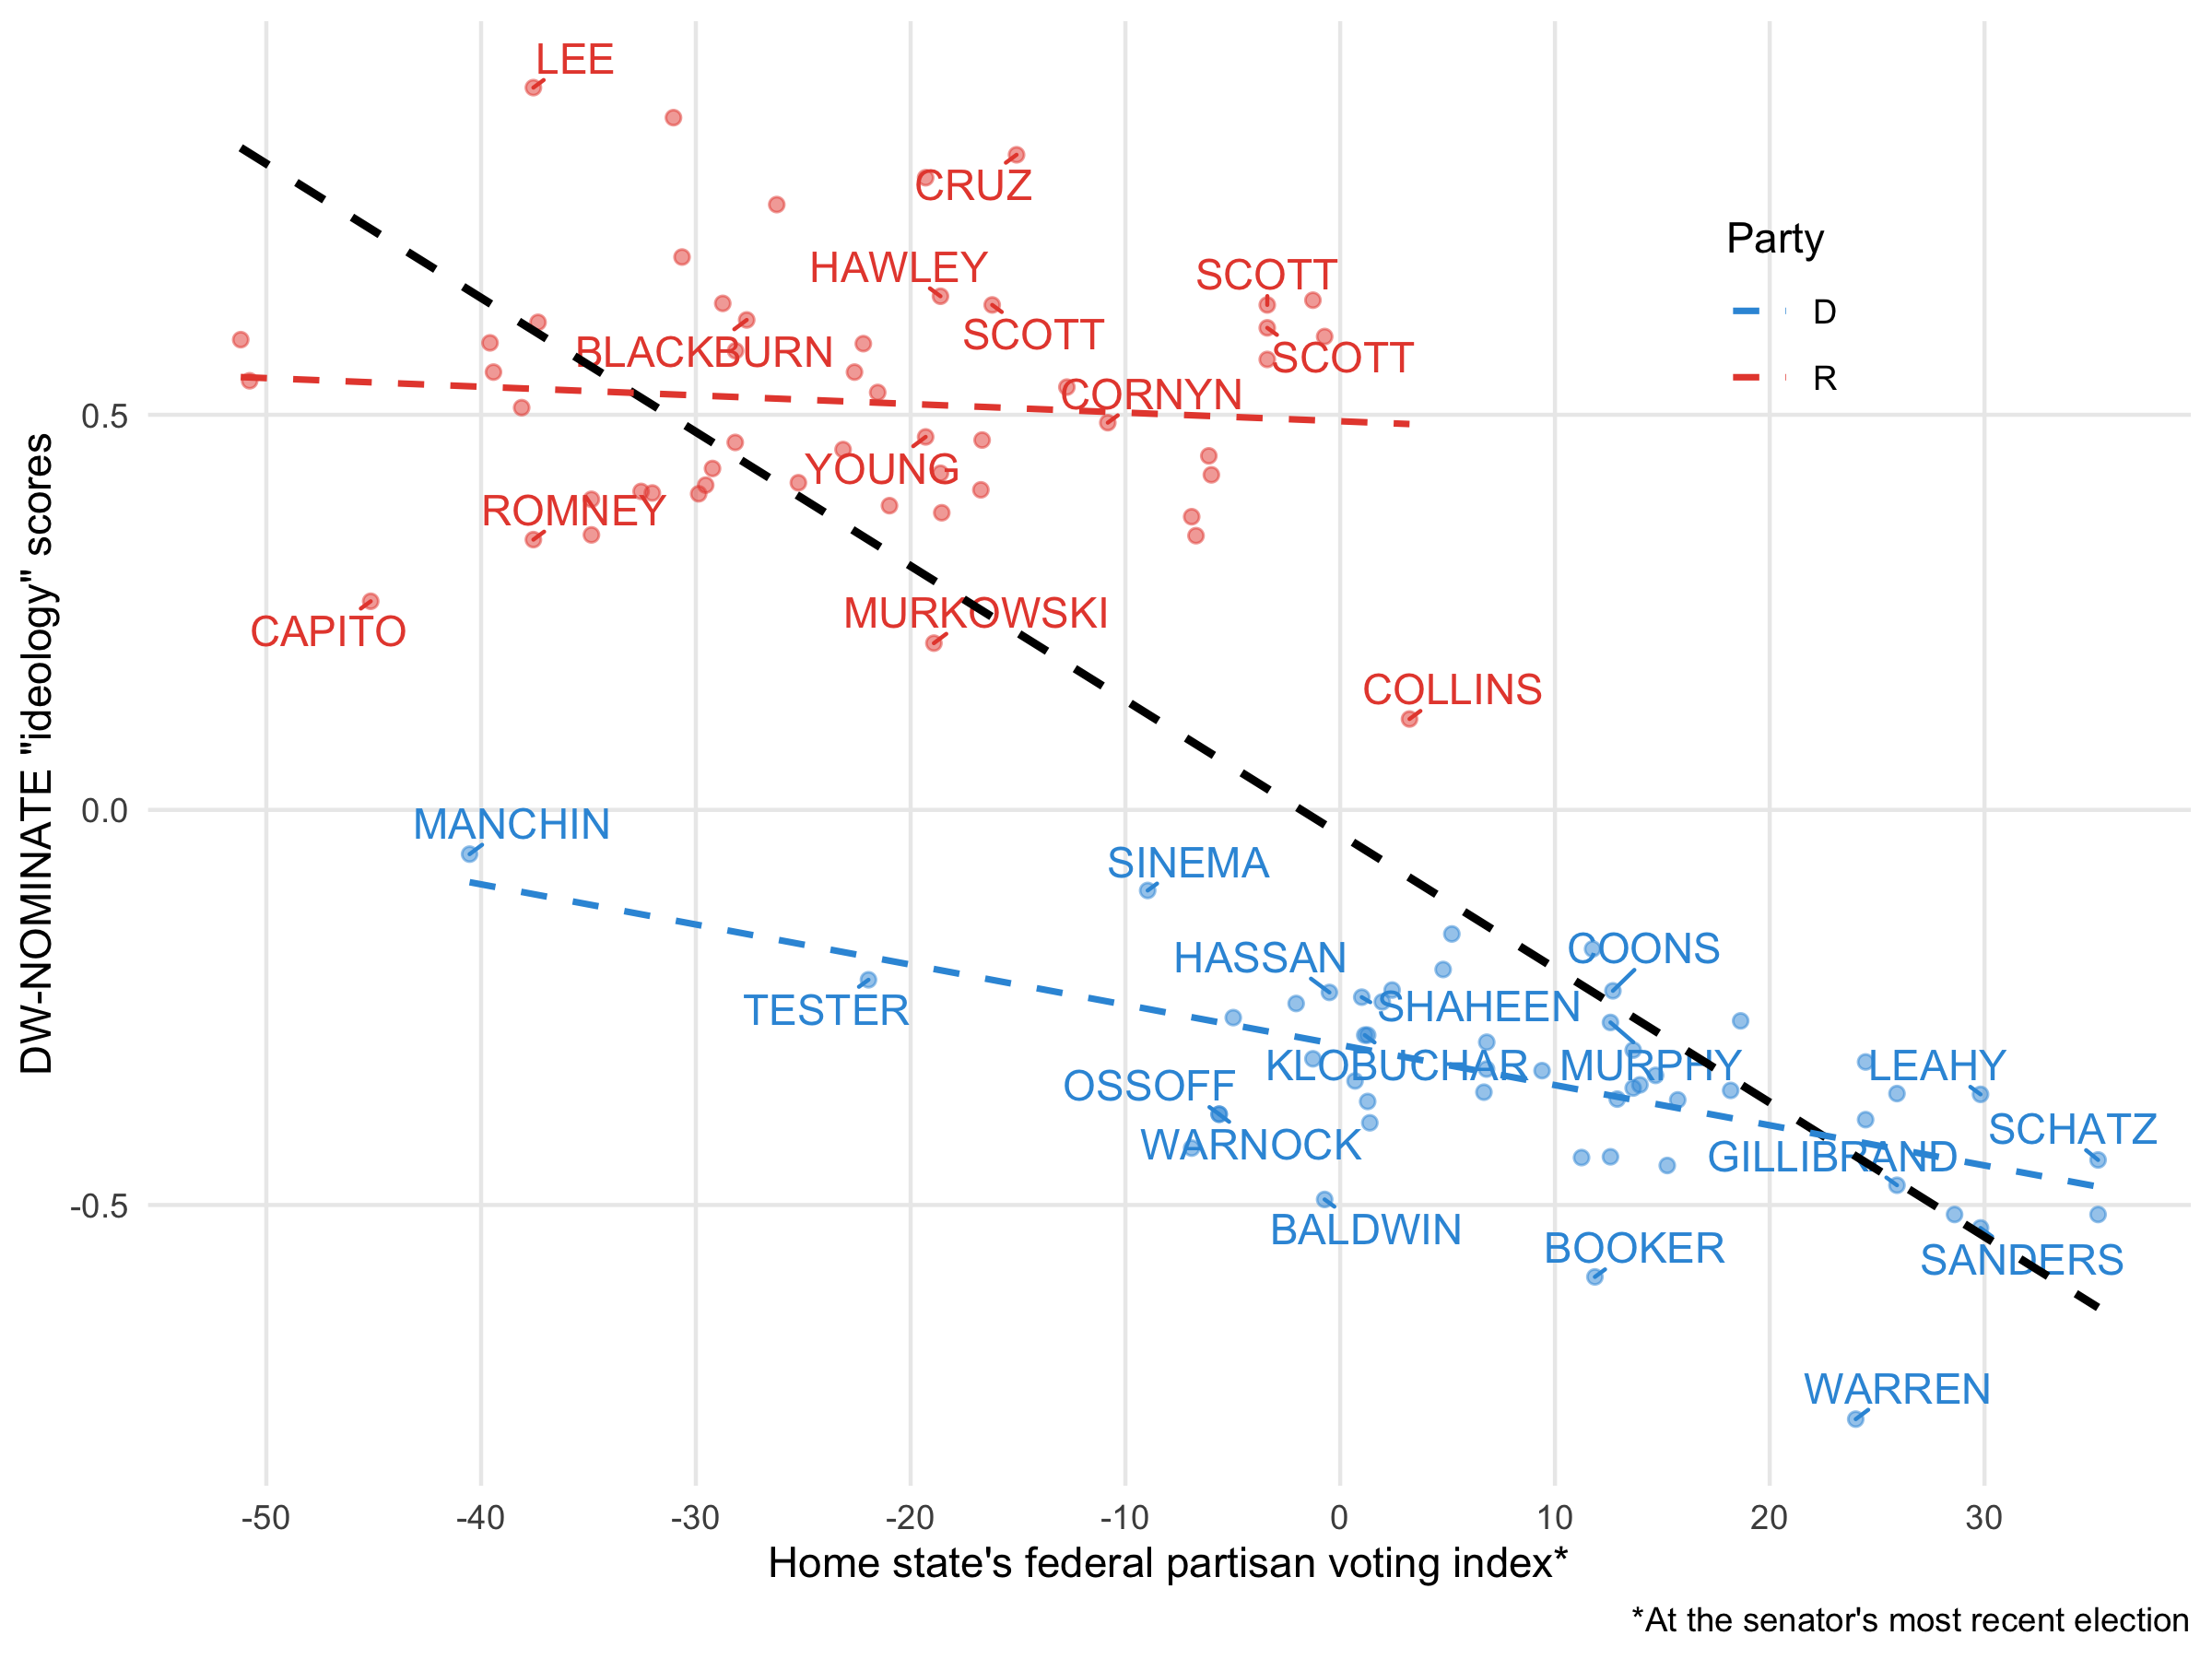 LEE
CRUZ
HAWLEY
SCOTT
SCOTT
BLACKBURN
SCOTT
CORNYN
YOUNG
ROMNEY
MURKOWSKI
CAPITO
COLLINS
MANCHIN
SINEMA
HASSAN
COONS
TESTER
SHAHEEN
KLOBUCHAR
MURPHY
LEAHY
OSSOFF
SCHATZ
WARNOCK
GILLIBRAND
BALDWIN
BOOKER
SANDERS
WARREN
Party
D
R
DW-NOMINATE "ideology" scores
0.5
0.0
-0.5
-50 -40 -30 -20 -10 0 10 20 30
Home state's federal partisan voting index*
*At the senator's most recent election